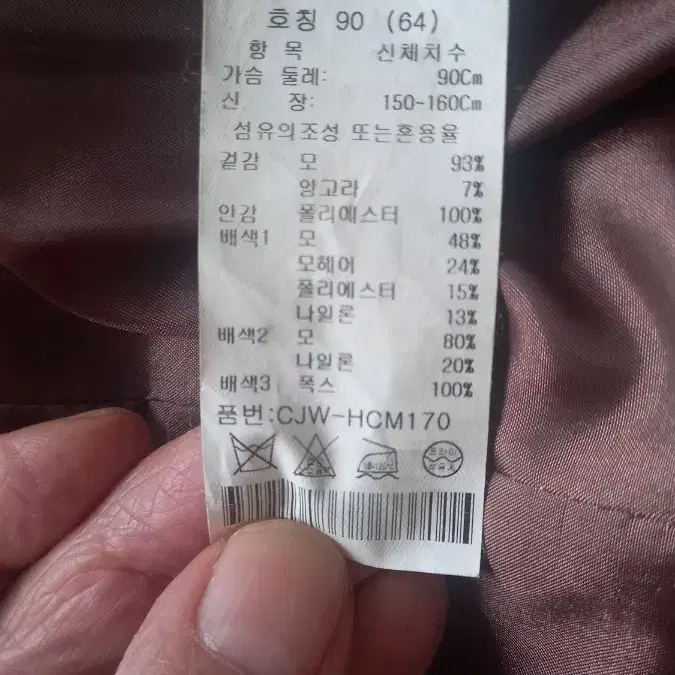 호칭 90 (64)
항 목 신체치수
가슴 둘레: 90Cm
신 장: 150~160Cm
섬유의조성 또는혼용율
겉감 모 93%
앙고라 7%
안감 폴리에스터 100%
배색1 모 48%
모헤어 24%
폴리에스터 15%
나일론 13%
배색2 모 80%
나일론 20%
배색3 폭스 100%
품번:CJW-HCM170
드라이